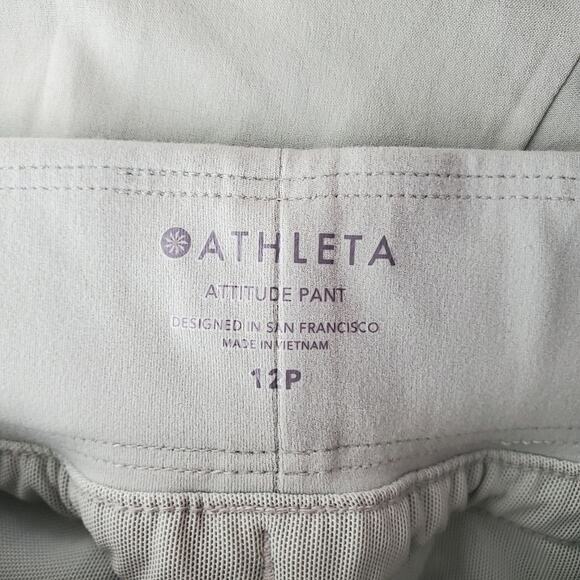 ATHLETA
ATTITUDE PANT
DESIGNED IN SAN FRANCISCO
MADE IN VIETNAM
12P